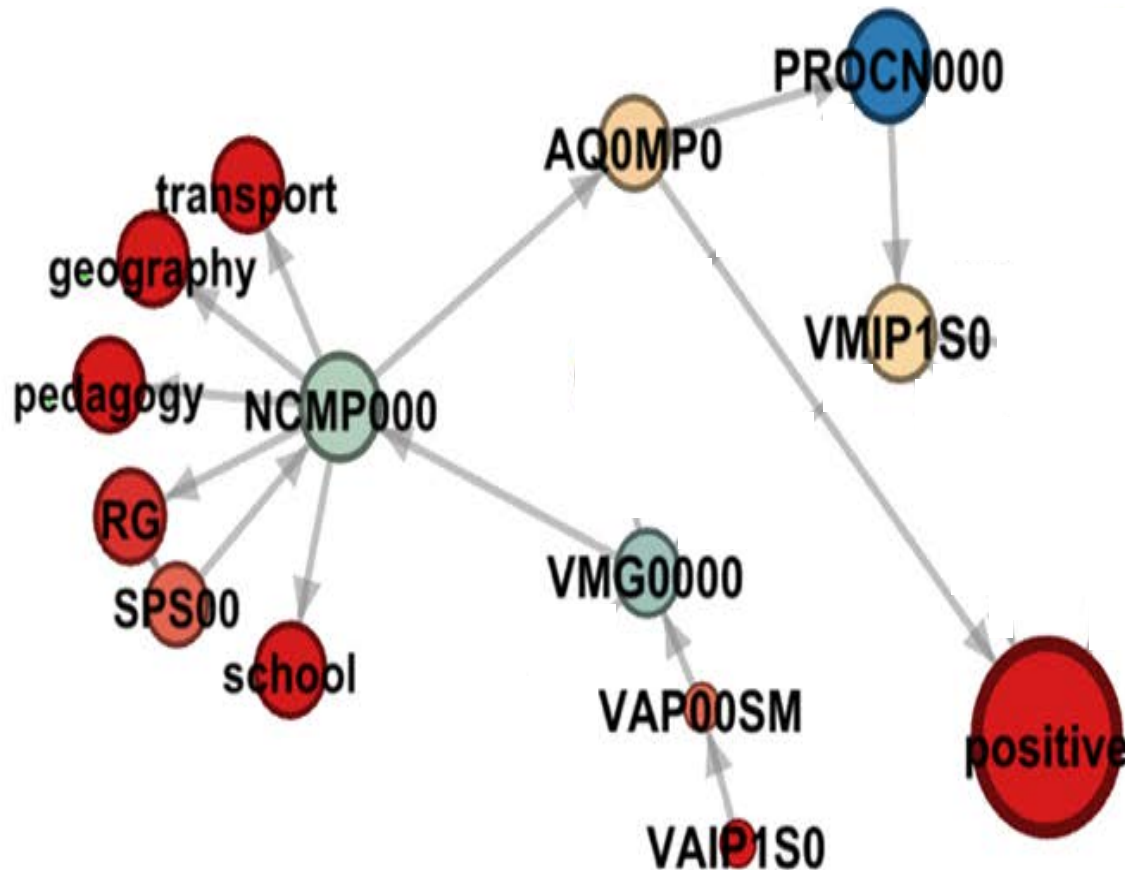 PROCN000
AQ0MP0
transport
geography
VMIP1S0
pedagogy
NCMP000
RG
VMG0000
SPS00
school
VAP00SM
positive
VAIP1S0